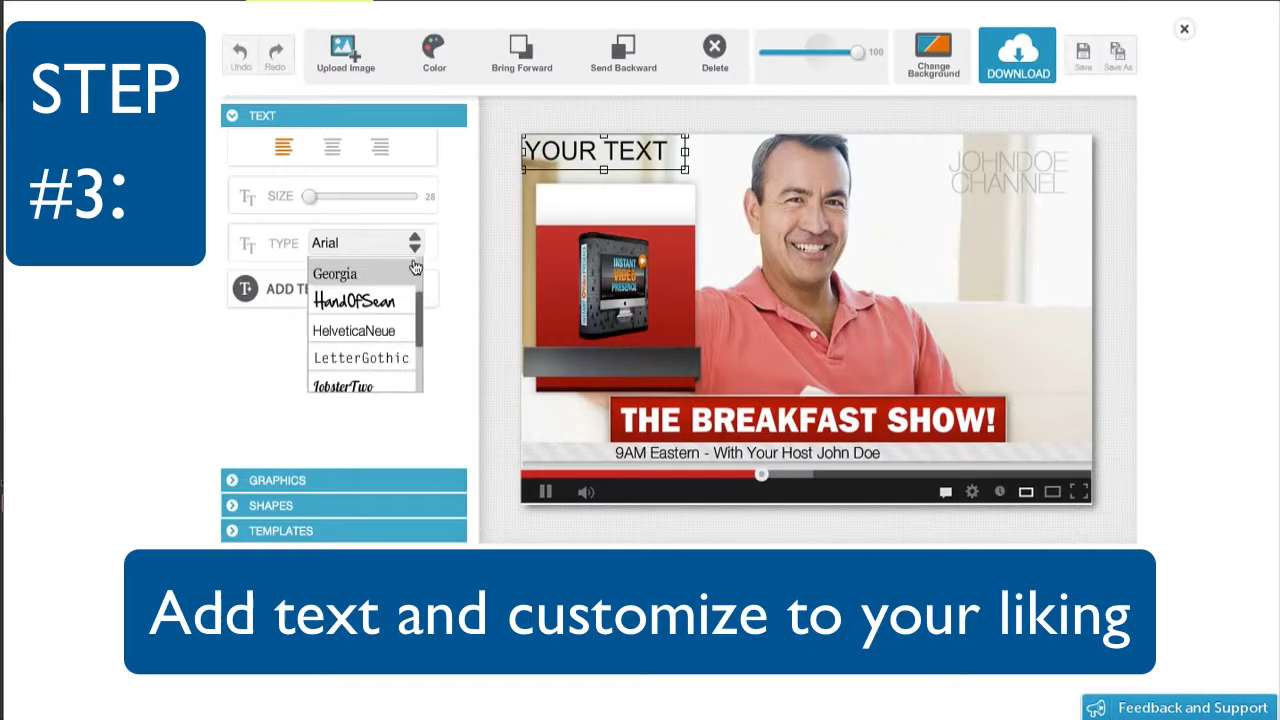 STEP
#3:
Undo
Redo
Upload Image
Color
Bring Forward
Send Backward
Delete
100
Change
Background
DOWNLOAD
Save
Save As
TEXT
SIZE
28
TYPE
Arial
Georgia
HandOfSean
HelveticaNeue
LetterGothic
LobsterTwo
ADD TE
GRAPHICS
SHAPES
TEMPLATES
YOUR TEXT
JOHNDOE
CHANNEL
INSTANT
VIDEO
PRESENCE
THE BREAKFAST SHOW!
9AM Eastern - With Your Host John Doe
Add text and customize to your liking
Feedback and Support